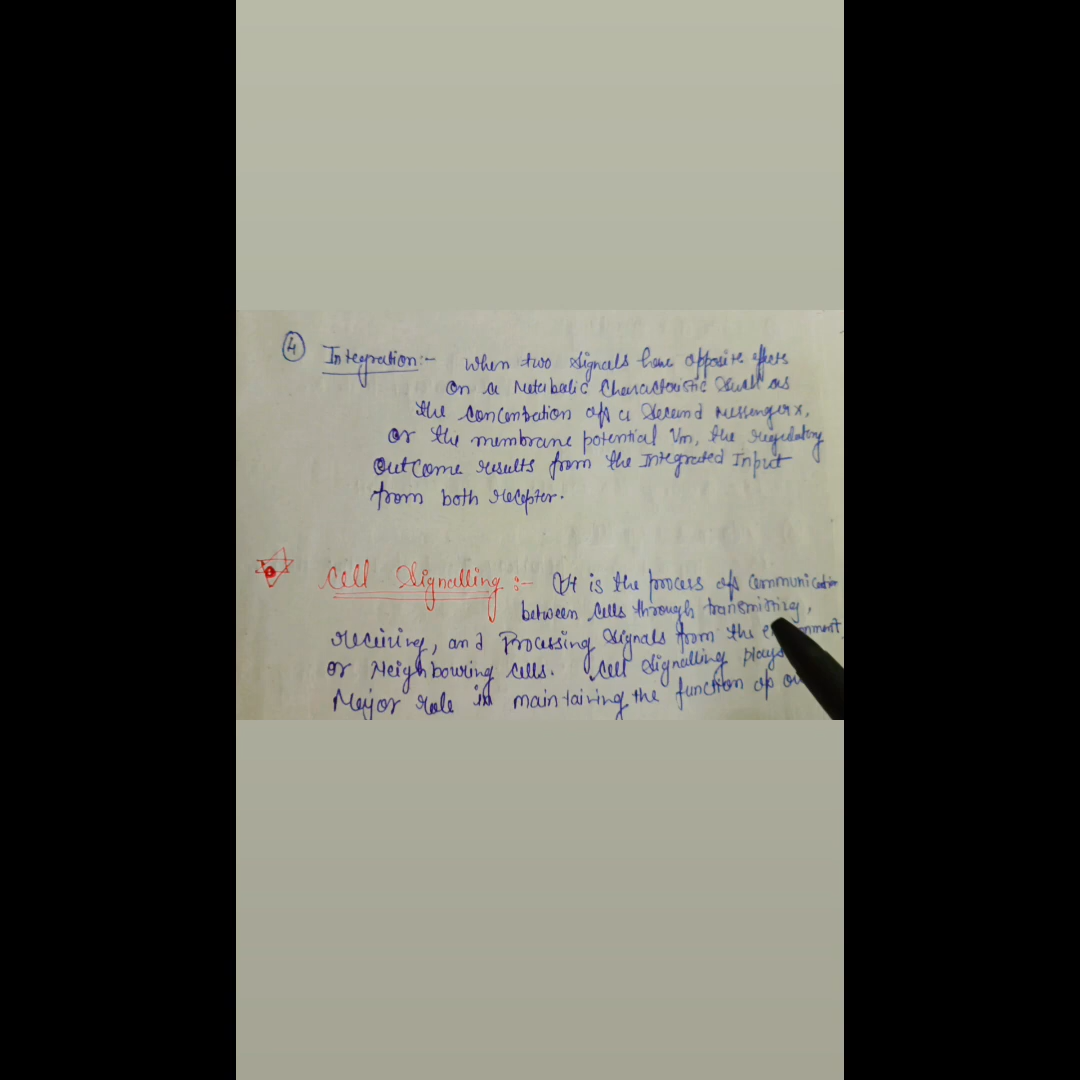 4 Integration:- When two signals have opposite effects
on a Metabolic Characteristic such as
the concentration of a second messenger x,
or the membrane potential Vm, the regulatory
outcome results from the Integrated Input
from both receptor.
Cell Signalling:- It is the process of communication
between cells through transmitting,
receiving, and Processing signals from the
or Neighbouring cells. Cell signalling plays
Major role in maintaining the function of